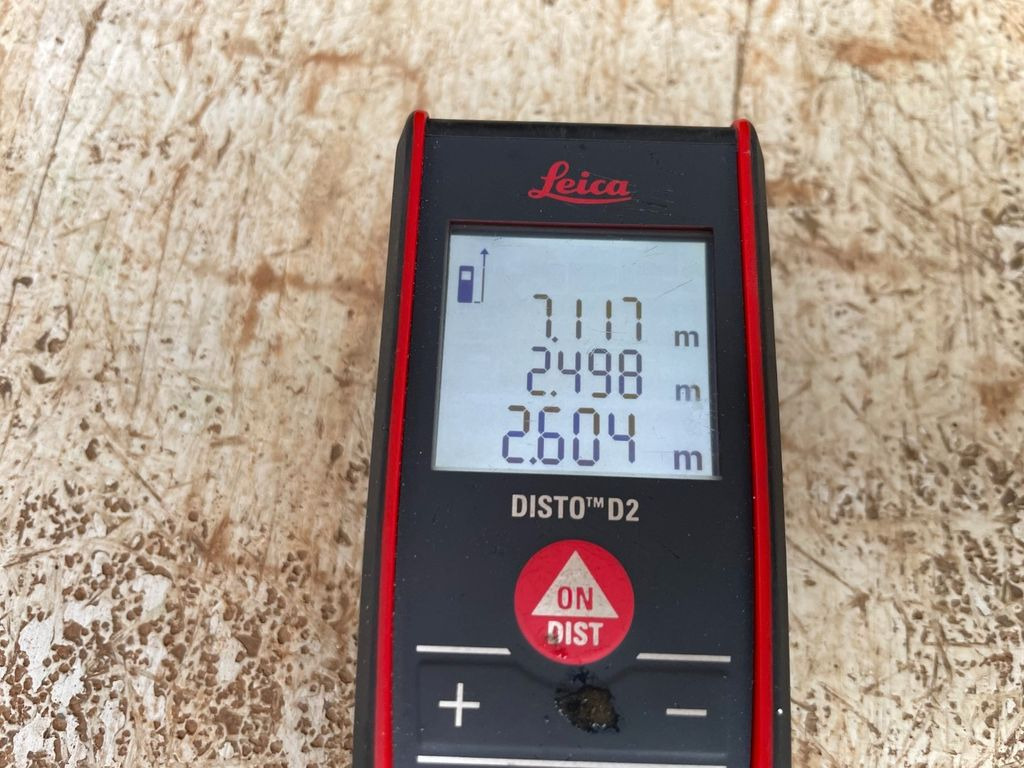 Leica
7.117 m
2.498 m
2.604 m
DISTO™ D2
ON
DIST
+ −